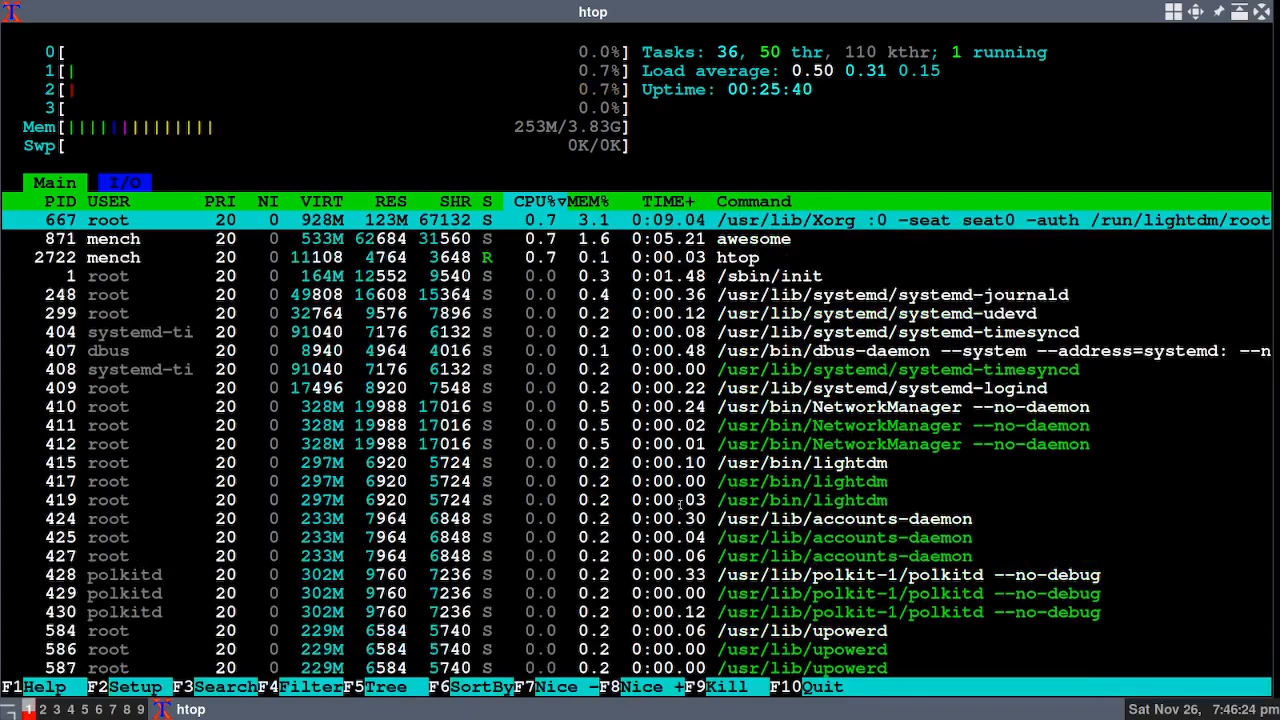 htop
0[ 0.0%] Tasks: 36, 50 thr, 110 kthr; 1 running
1[| 0.7%] Load average: 0.50 0.31 0.15
2[| 0.7%] Uptime: 00:25:40
3[ 0.0%]
Mem[|||||||||||||| 253M/3.83G]
Swp[ 0K/0K]
Main I/O
PID USER PRI NI VIRT RES SHR S CPU%▽MEM% TIME+ Command
667 root 20 0 928M 123M 67132 S 0.7 3.1 0:09.04 /usr/lib/Xorg :0 -seat seat0 -auth /run/lightdm/root
871 mench 20 0 533M 62684 31560 S 0.7 1.6 0:05.21 awesome
2722 mench 20 0 11108 4764 3648 R 0.7 0.1 0:00.03 htop
1 root 20 0 164M 12552 9540 S 0.0 0.3 0:01.48 /sbin/init
248 root 20 0 49808 16608 15364 S 0.0 0.4 0:00.36 /usr/lib/systemd/systemd-journald
299 root 20 0 32764 9576 7896 S 0.0 0.2 0:00.12 /usr/lib/systemd/systemd-udevd
404 systemd-ti 20 0 91040 7176 6132 S 0.0 0.2 0:00.08 /usr/lib/systemd/systemd-timesyncd
407 dbus 20 0 8940 4964 4016 S 0.0 0.1 0:00.48 /usr/bin/dbus-daemon --system --address=systemd: --n
408 systemd-ti 20 0 91040 7176 6132 S 0.0 0.2 0:00.00 /usr/lib/systemd/systemd-timesyncd
409 root 20 0 17496 8920 7548 S 0.0 0.2 0:00.22 /usr/lib/systemd/systemd-logind
410 root 20 0 328M 19988 17016 S 0.0 0.5 0:00.24 /usr/bin/NetworkManager --no-daemon
411 root 20 0 328M 19988 17016 S 0.0 0.5 0:00.02 /usr/bin/NetworkManager --no-daemon
412 root 20 0 328M 19988 17016 S 0.0 0.5 0:00.01 /usr/bin/NetworkManager --no-daemon
415 root 20 0 297M 6920 5724 S 0.0 0.2 0:00.10 /usr/bin/lightdm
417 root 20 0 297M 6920 5724 S 0.0 0.2 0:00.00 /usr/bin/lightdm
419 root 20 0 297M 6920 5724 S 0.0 0.2 0:00.03 /usr/bin/lightdm
424 root 20 0 233M 7964 6848 S 0.0 0.2 0:00.30 /usr/lib/accounts-daemon
425 root 20 0 233M 7964 6848 S 0.0 0.2 0:00.04 /usr/lib/accounts-daemon
427 root 20 0 233M 7964 6848 S 0.0 0.2 0:00.06 /usr/lib/accounts-daemon
428 polkitd 20 0 302M 9760 7236 S 0.0 0.2 0:00.33 /usr/lib/polkit-1/polkitd --no-debug
429 polkitd 20 0 302M 9760 7236 S 0.0 0.2 0:00.00 /usr/lib/polkit-1/polkitd --no-debug
430 polkitd 20 0 302M 9760 7236 S 0.0 0.2 0:00.12 /usr/lib/polkit-1/polkitd --no-debug
584 root 20 0 229M 6584 5740 S 0.0 0.2 0:00.06 /usr/lib/upowerd
586 root 20 0 229M 6584 5740 S 0.0 0.2 0:00.00 /usr/lib/upowerd
587 root 20 0 229M 6584 5740 S 0.0 0.2 0:00.00 /usr/lib/upowerd
F1Help F2Setup F3SearchF4FilterF5Tree F6SortByF7Nice -F8Nice +F9Kill F10Quit
1 2 3 4 5 6 7 8 9 htop Sat Nov 26, 7:46:24 pm